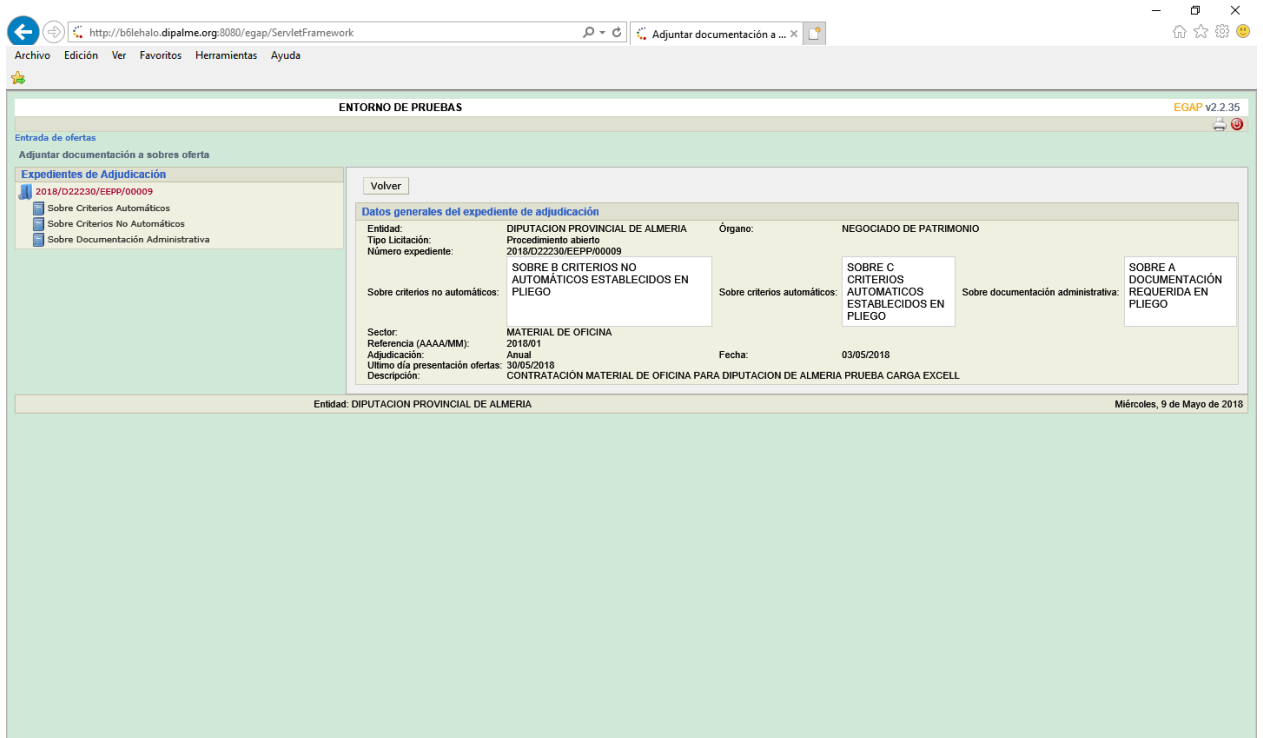 http://b6lehalo.dipalme.org:8080/egap/ServletFramework
Adjuntar documentación a ...
Archivo Edición Ver Favoritos Herramientas Ayuda
ENTORNO DE PRUEBAS
EGAP v2.2.35
Entrada de ofertas
Adjuntar documentación a sobres oferta
Expedientes de Adjudicación
2018/D22230/EEPP/00009
Sobre Criterios Automáticos
Sobre Criterios No Automáticos
Sobre Documentación Administrativa
Volver
Datos generales del expediente de adjudicación
Entidad: DIPUTACION PROVINCIAL DE ALMERIA Órgano: NEGOCIADO DE PATRIMONIO
Tipo Licitación: Procedimiento abierto
Número expediente: 2018/D22230/EEPP/00009
Sobre criterios no automáticos:
SOBRE B CRITERIOS NO
AUTOMÁTICOS ESTABLECIDOS EN
PLIEGO
Sobre criterios automáticos:
SOBRE C
CRITERIOS
AUTOMATICOS
ESTABLECIDOS EN
PLIEGO
Sobre documentación administrativa:
SOBRE A
DOCUMENTACIÓN
REQUERIDA EN
PLIEGO
Sector: MATERIAL DE OFICINA
Referencia (AAAA/MM): 2018/01
Adjudicación: Anual Fecha: 03/05/2018
Ultimo día presentación ofertas: 30/05/2018
Descripción: CONTRATACIÓN MATERIAL DE OFICINA PARA DIPUTACION DE ALMERIA PRUEBA CARGA EXCELL
Entidad: DIPUTACION PROVINCIAL DE ALMERIA Miércoles, 9 de Mayo de 2018